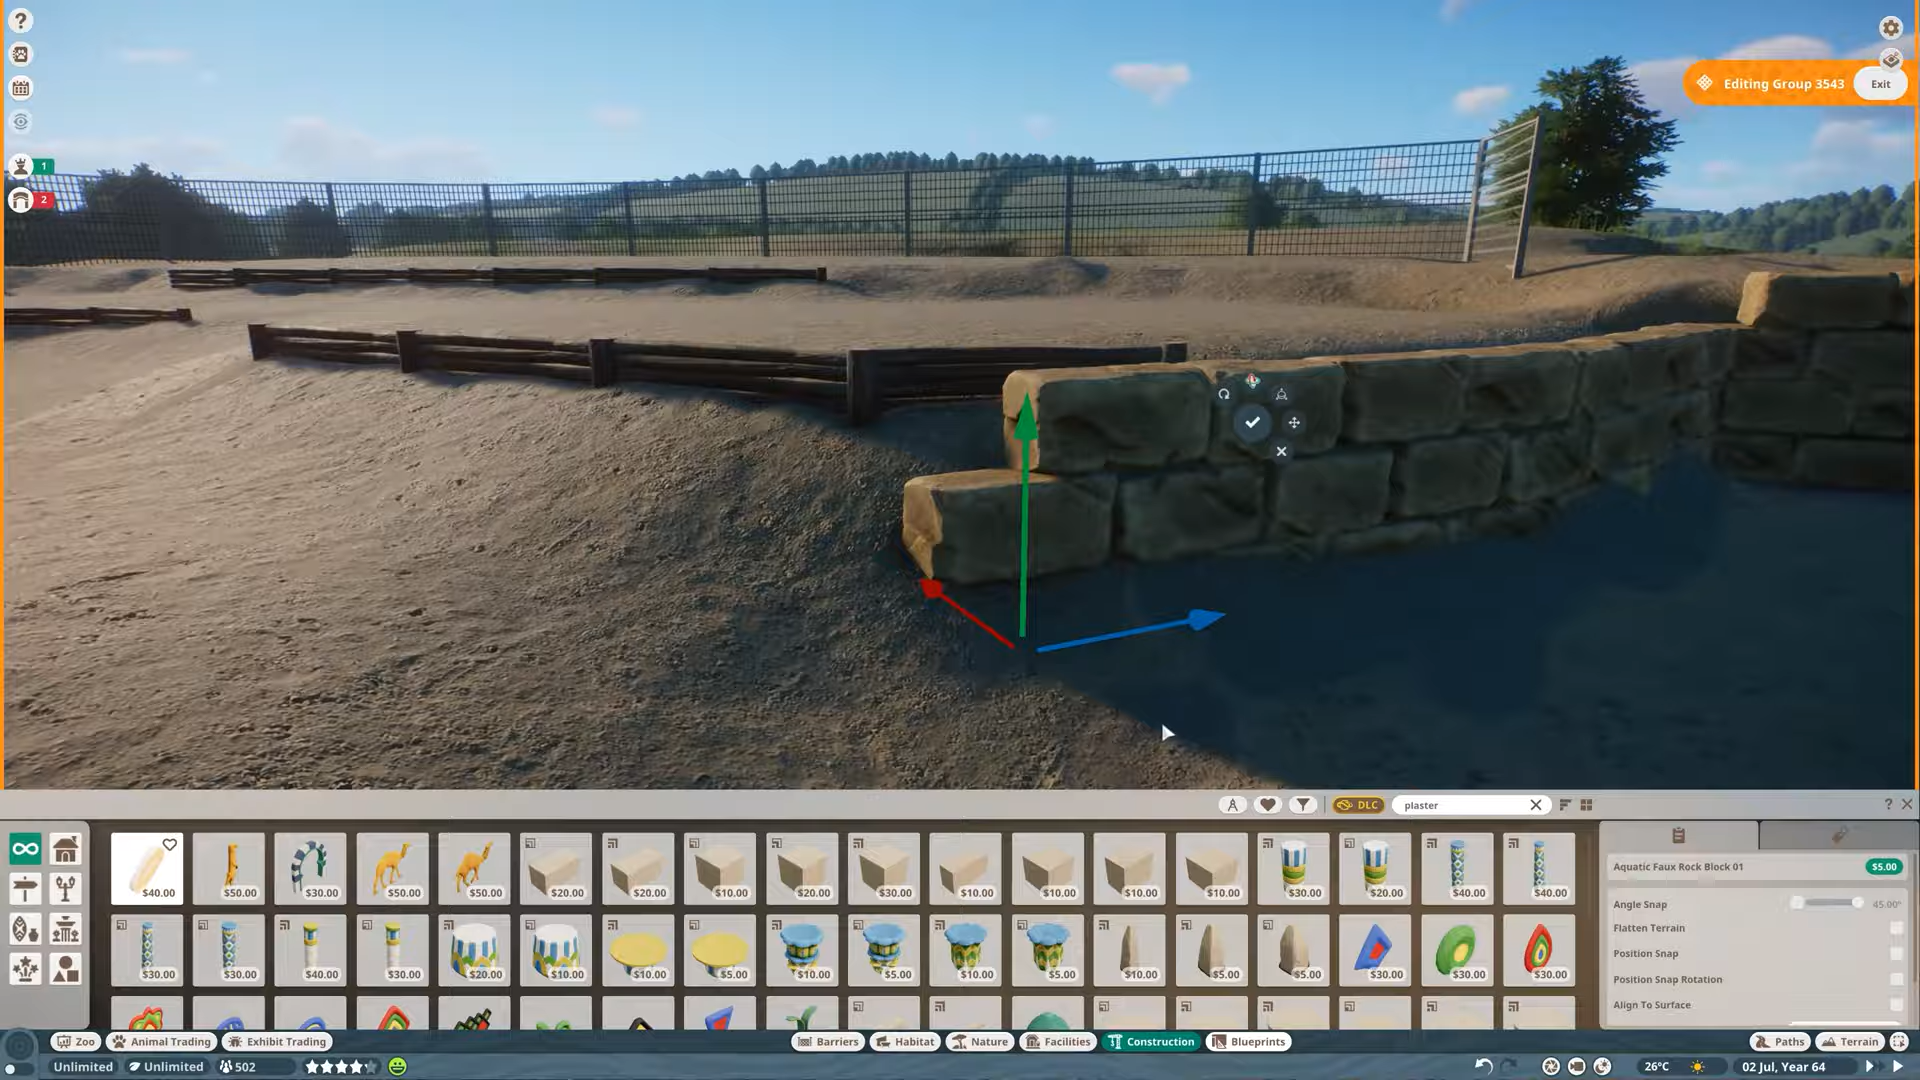 ?
Editing Group 3543
Exit
1
2
DLC
plaster
?
$40.00
$50.00
$30.00
$50.00
$50.00
$20.00
$20.00
$10.00
$20.00
$30.00
$10.00
$10.00
$10.00
$10.00
$30.00
$20.00
$40.00
$40.00
$30.00
$30.00
$40.00
$30.00
$20.00
$10.00
$10.00
$5.00
$10.00
$5.00
$10.00
$5.00
$10.00
$5.00
$5.00
$30.00
$30.00
$30.00
Aquatic Faux Rock Block 01
$5.00
Angle Snap
45.00°
Flatten Terrain
Position Snap
Position Snap Rotation
Align To Surface
Zoo
Animal Trading
Exhibit Trading
Barriers
Habitat
Nature
Facilities
Construction
Blueprints
Paths
Terrain
Unlimited
Unlimited
502
26°C
02 Jul, Year 64